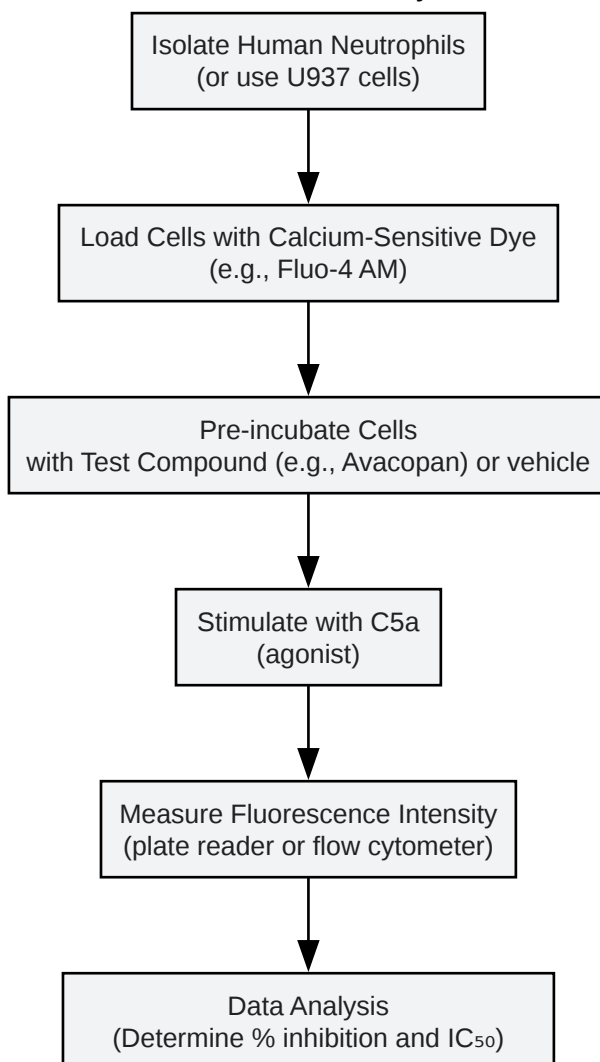 Isolate Human Neutrophils
(or use U937 cells)
Load Cells with Calcium-Sensitive Dye
(e.g., Fluo-4 AM)
Pre-incubate Cells
with Test Compound (e.g., Avacopan) or vehicle
Stimulate with C5a
(agonist)
Measure Fluorescence Intensity
(plate reader or flow cytometer)
Data Analysis
(Determine % inhibition and IC₅₀)